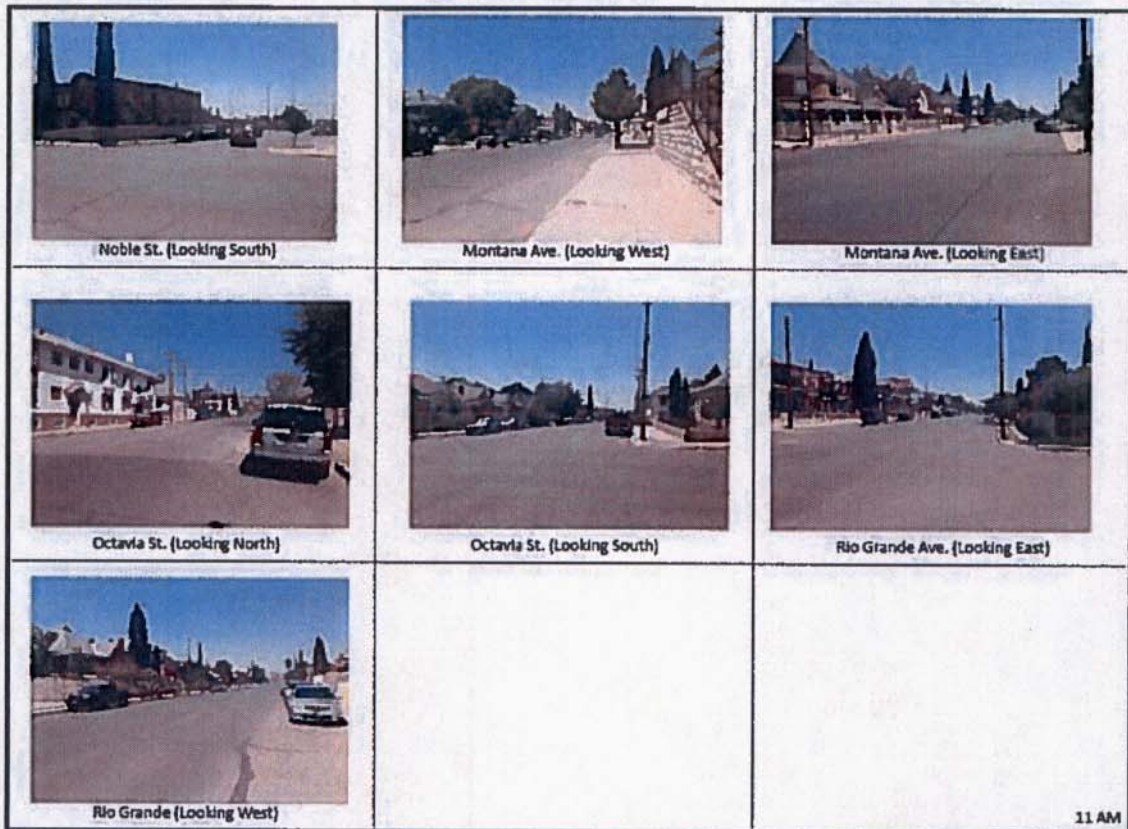 Noble St. (Looking South)
Montana Ave. (Looking West)
Montana Ave. (Looking East)
Octavia St. (Looking North)
Octavia St. (Looking South)
Rio Grande Ave. (Looking East)
Rio Grande (Looking West)
11 AM